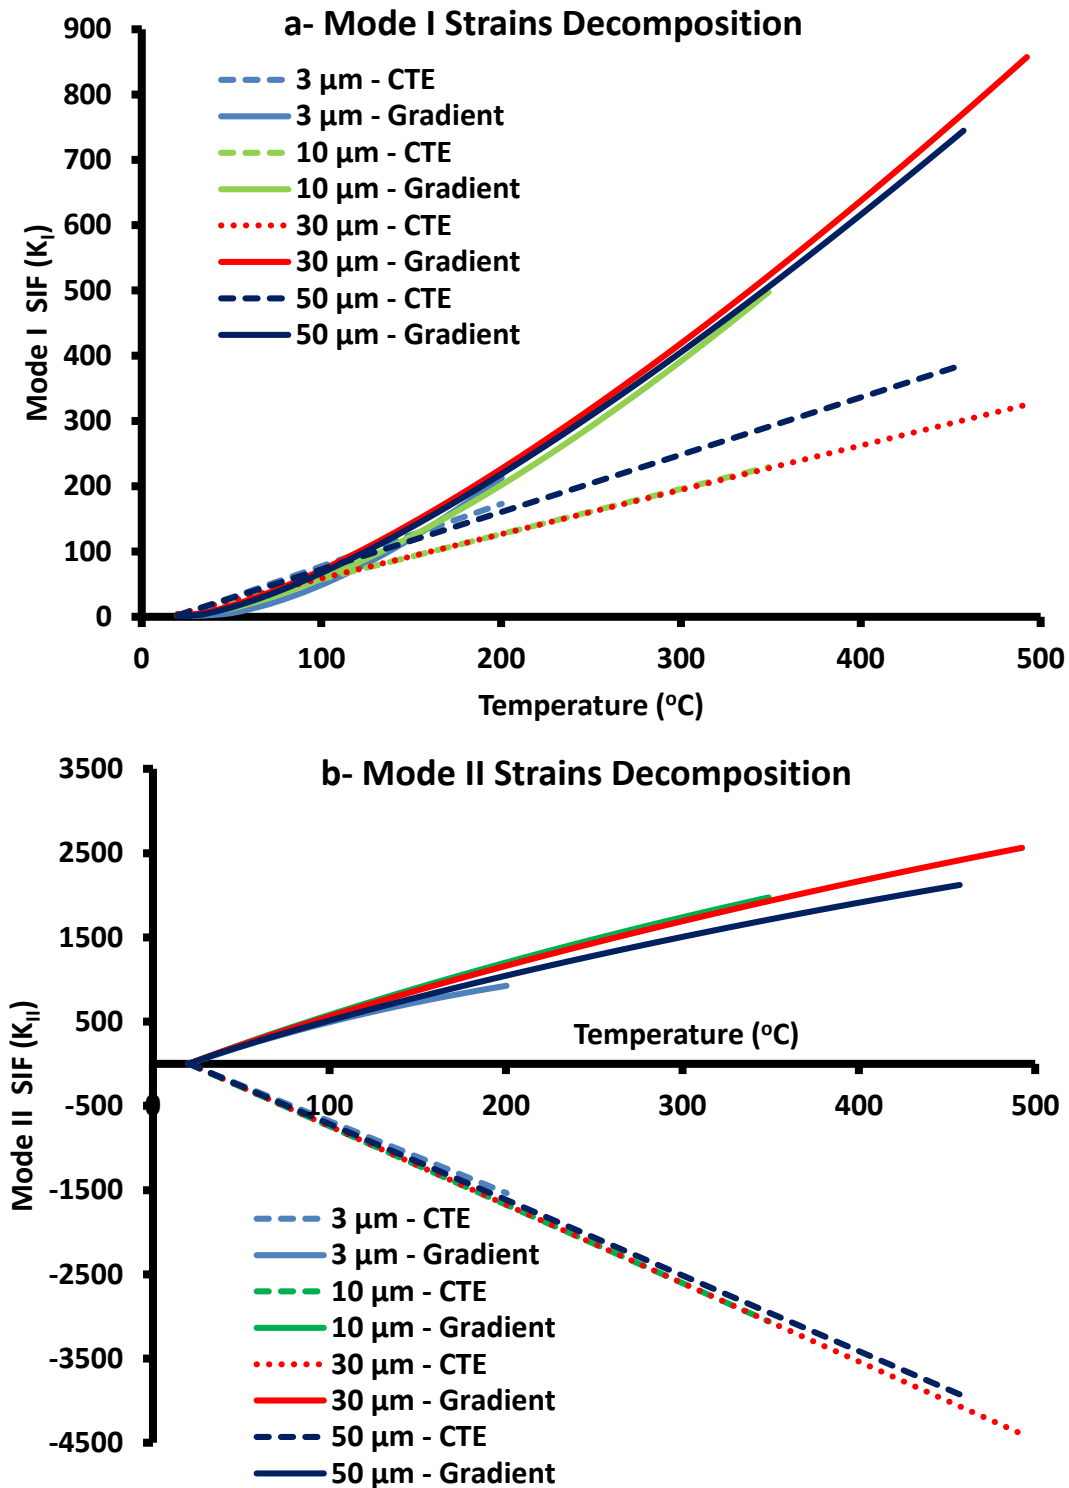 a- Mode I Strains Decomposition
900
800
700
600
500
400
300
200
100
0
Mode I SIF (K_I)
3 µm - CTE
3 µm - Gradient
10 µm - CTE
10 µm - Gradient
30 µm - CTE
30 µm - Gradient
50 µm - CTE
50 µm - Gradient
0 100 200 300 400 500
Temperature (°C)
b- Mode II Strains Decomposition
3500
2500
1500
500
-500
-1500
-2500
-3500
-4500
Mode II SIF (K_II)
Temperature (°C)
0 100 200 300 400 500
3 µm - CTE
3 µm - Gradient
10 µm - CTE
10 µm - Gradient
30 µm - CTE
30 µm - Gradient
50 µm - CTE
50 µm - Gradient